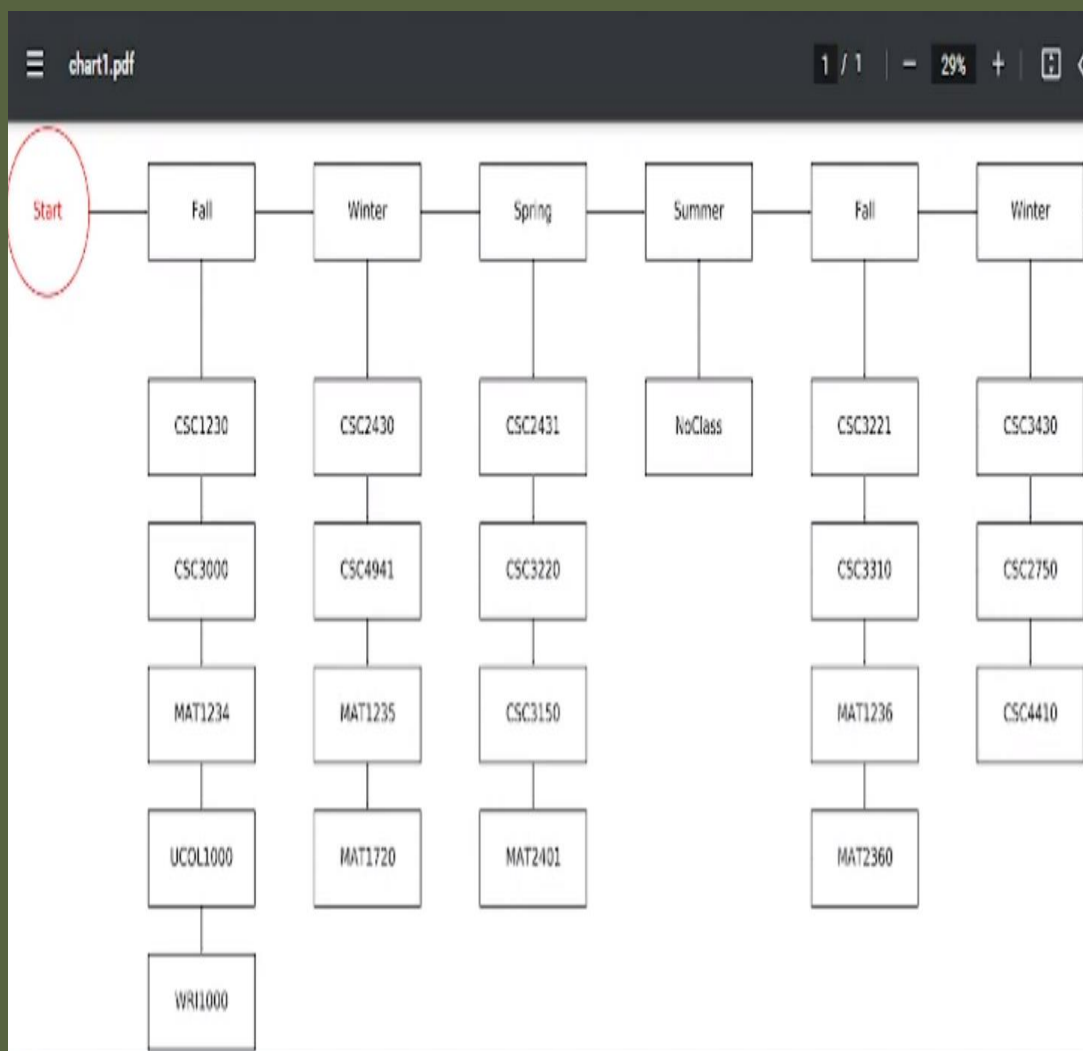 chart1.pdf 1 / 1 29%
Start Fall Winter Spring Summer Fall Winter
CSC1230 CSC2430 CSC2431 NoClass CSC3221 CSC3430
CSC3000 CSC4941 CSC3220 CSC3310 CSC2750
MAT1234 MAT1235 CSC3150 MAT1236 CSC4410
UCOL1000 MAT1720 MAT2401 MAT2360
WRI1000